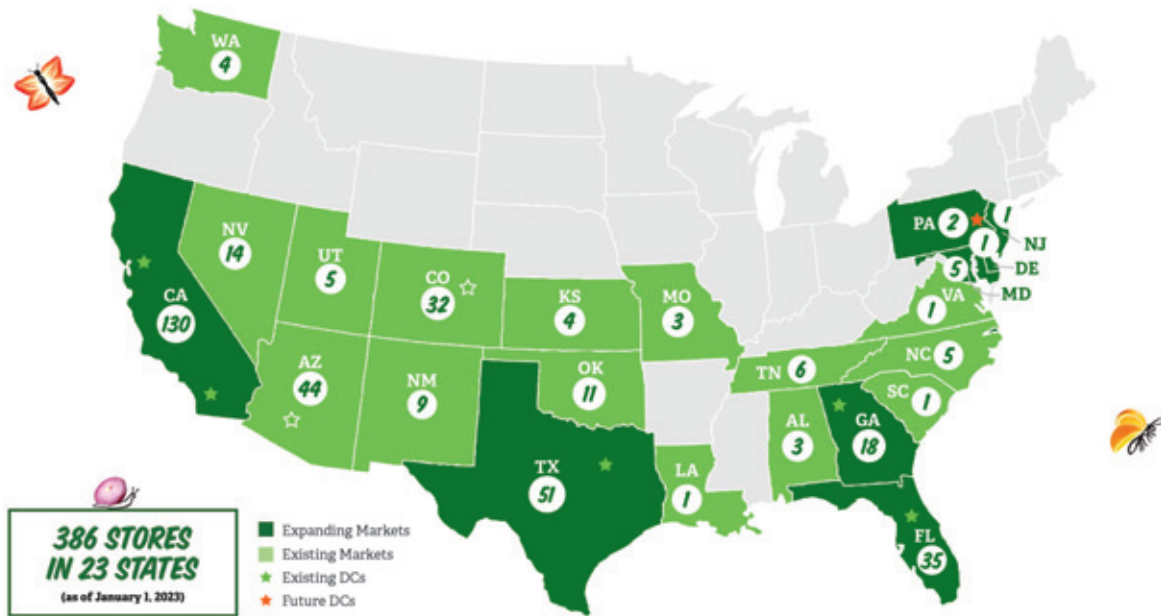 WA
4
NV
14
UT
5
CO
32
CA
130
AZ
44
NM
9
KS
4
MO
3
OK
11
TX
51
LA
1
TN 6
AL
3
GA
18
FL
35
SC 1
NC 5
VA
1
PA 2
1
NJ
1
DE
5
MD
386 STORES
IN 23 STATES
(as of January 1, 2023)
Expanding Markets
Existing Markets
Existing DCs
Future DCs